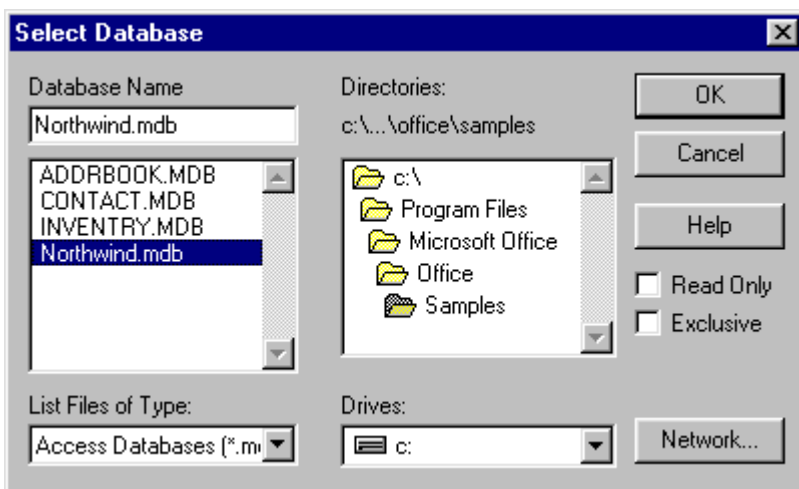 Select Database
Database Name
Northwind.mdb
ADDRBOOK.MDB
CONTACT.MDB
INVENTRY.MDB
Northwind.mdb
List Files of Type:
Access Databases (*.m
Directories:
c:\...\office\samples
c:\
Program Files
Microsoft Office
Office
Samples
Drives:
c:
OK
Cancel
Help
Read Only
Exclusive
Network...